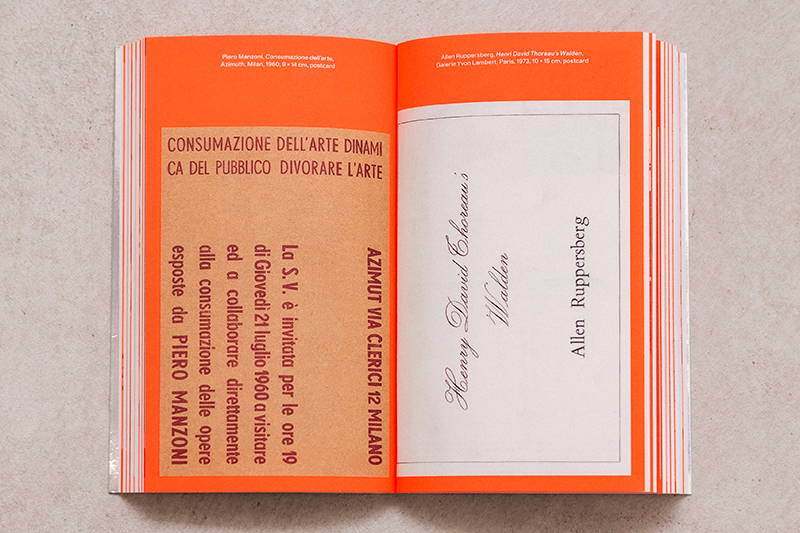 Piero Manzoni, Consumazione dell'arte,
Azimuth, Milan, 1960; 9 × 14 cm, postcard
CONSUMAZIONE DELL'ARTE DINAMI
CA DEL PUBBLICO DIVORARE L'ARTE
AZIMUT VIA CLERICI 12 MILANO
La S.V. è invitata per le ore 19
di Giovedì 21 luglio 1900 a visitare
ed a collaborare direttamente
alla consumazione delle opere
esposte da PIERO MANZONI
Allen Ruppersberg, Henri David Thoreau's Walden,
Galerie Yvon Lambert, Paris, 1973, 10 × 15 cm, postcard
Henry David Thoreau's
Walden
Allen Ruppersberg